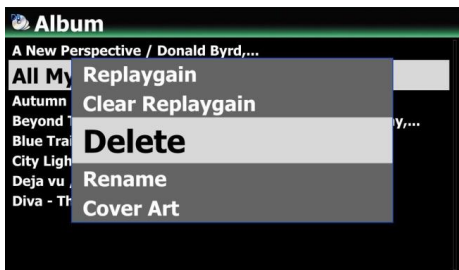 Album
A New Perspective / Donald Byrd,...
All My
Replaygain
Autumn
Clear Replaygain
Beyond
y,...
Blue Trai
Delete
City Ligh
Deja vu
Rename
Diva - Th
Cover Art